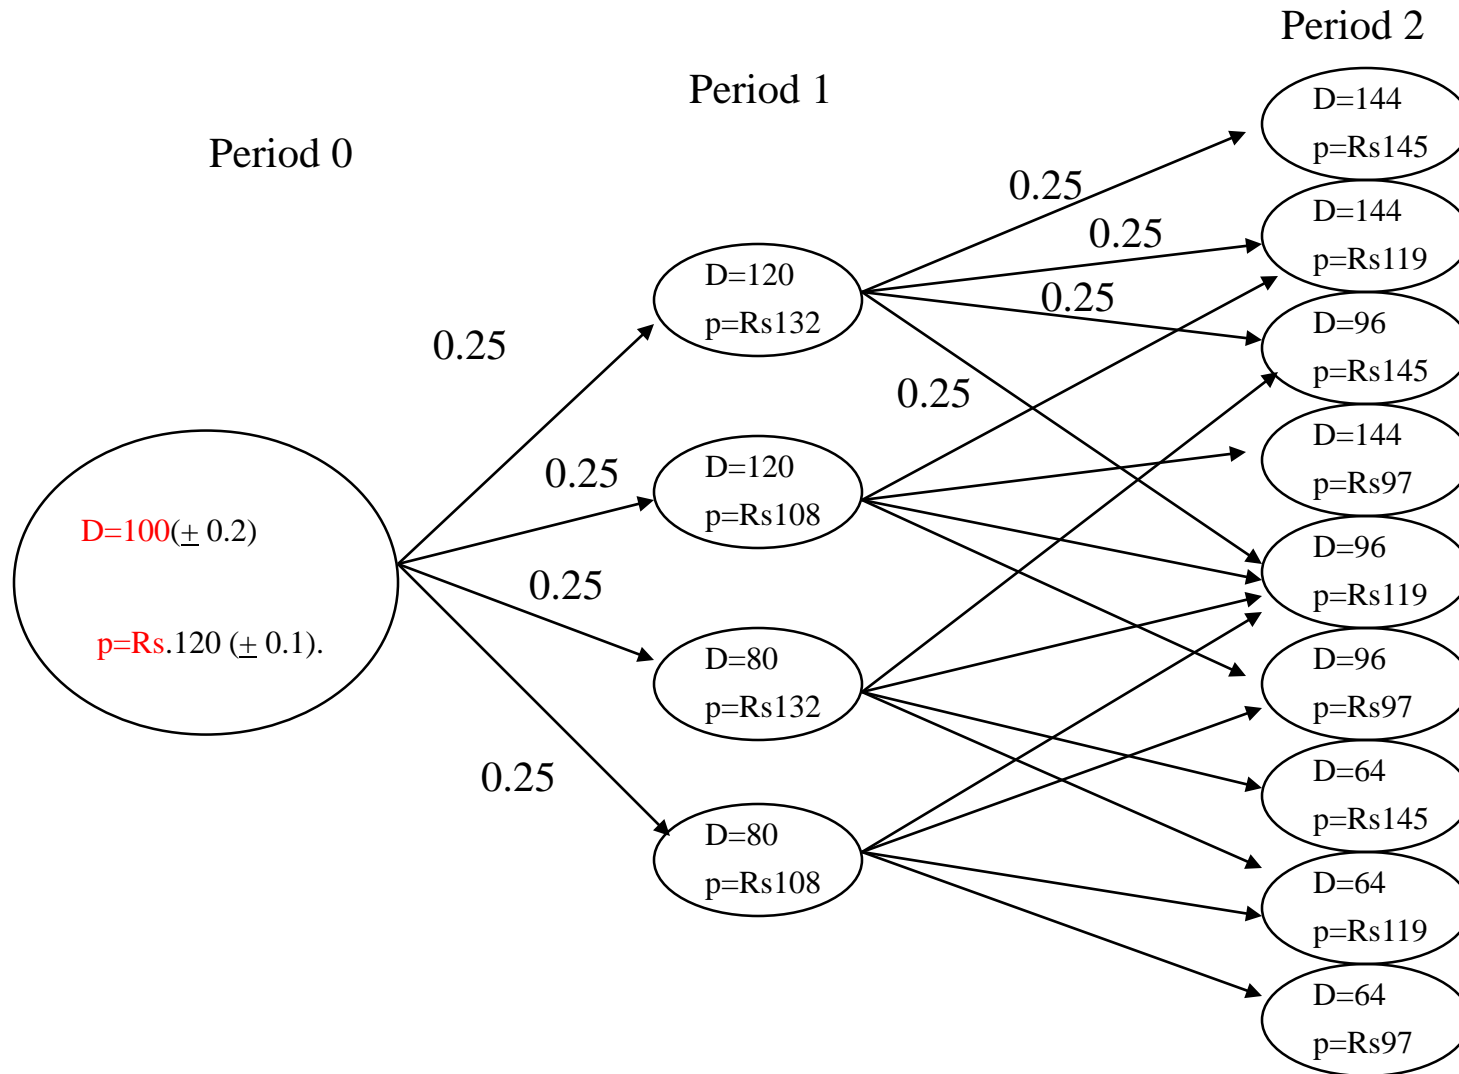 Period 0
D=100(± 0.2)
p=Rs.120 (± 0.1).
0.25
0.25
0.25
0.25
Period 1
D=120
p=Rs132
D=120
p=Rs108
D=80
p=Rs132
D=80
p=Rs108
0.25
0.25
0.25
0.25
Period 2
D=144
p=Rs145
D=144
p=Rs119
D=96
p=Rs145
D=144
p=Rs97
D=96
p=Rs119
D=96
p=Rs97
D=64
p=Rs145
D=64
p=Rs119
D=64
p=Rs97